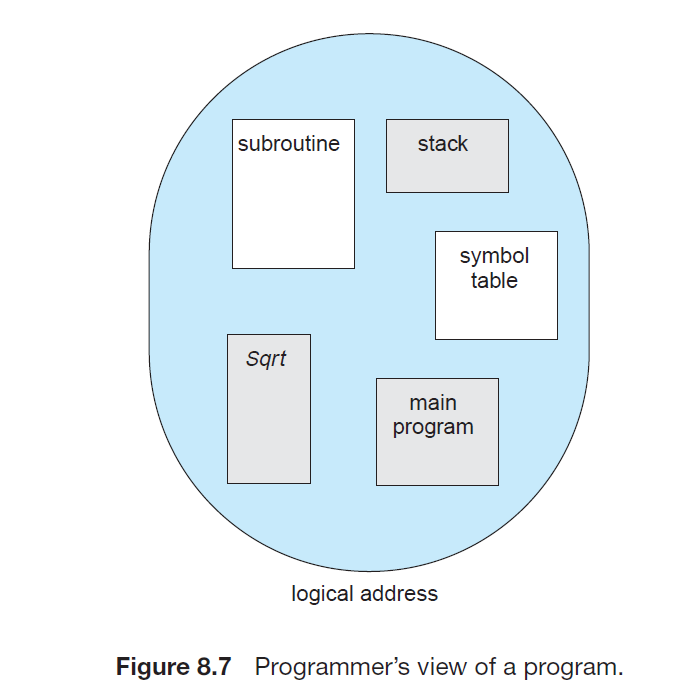 subroutine
stack
symbol
table
Sqrt
main
program
logical address
Figure 8.7 Programmer’s view of a program.